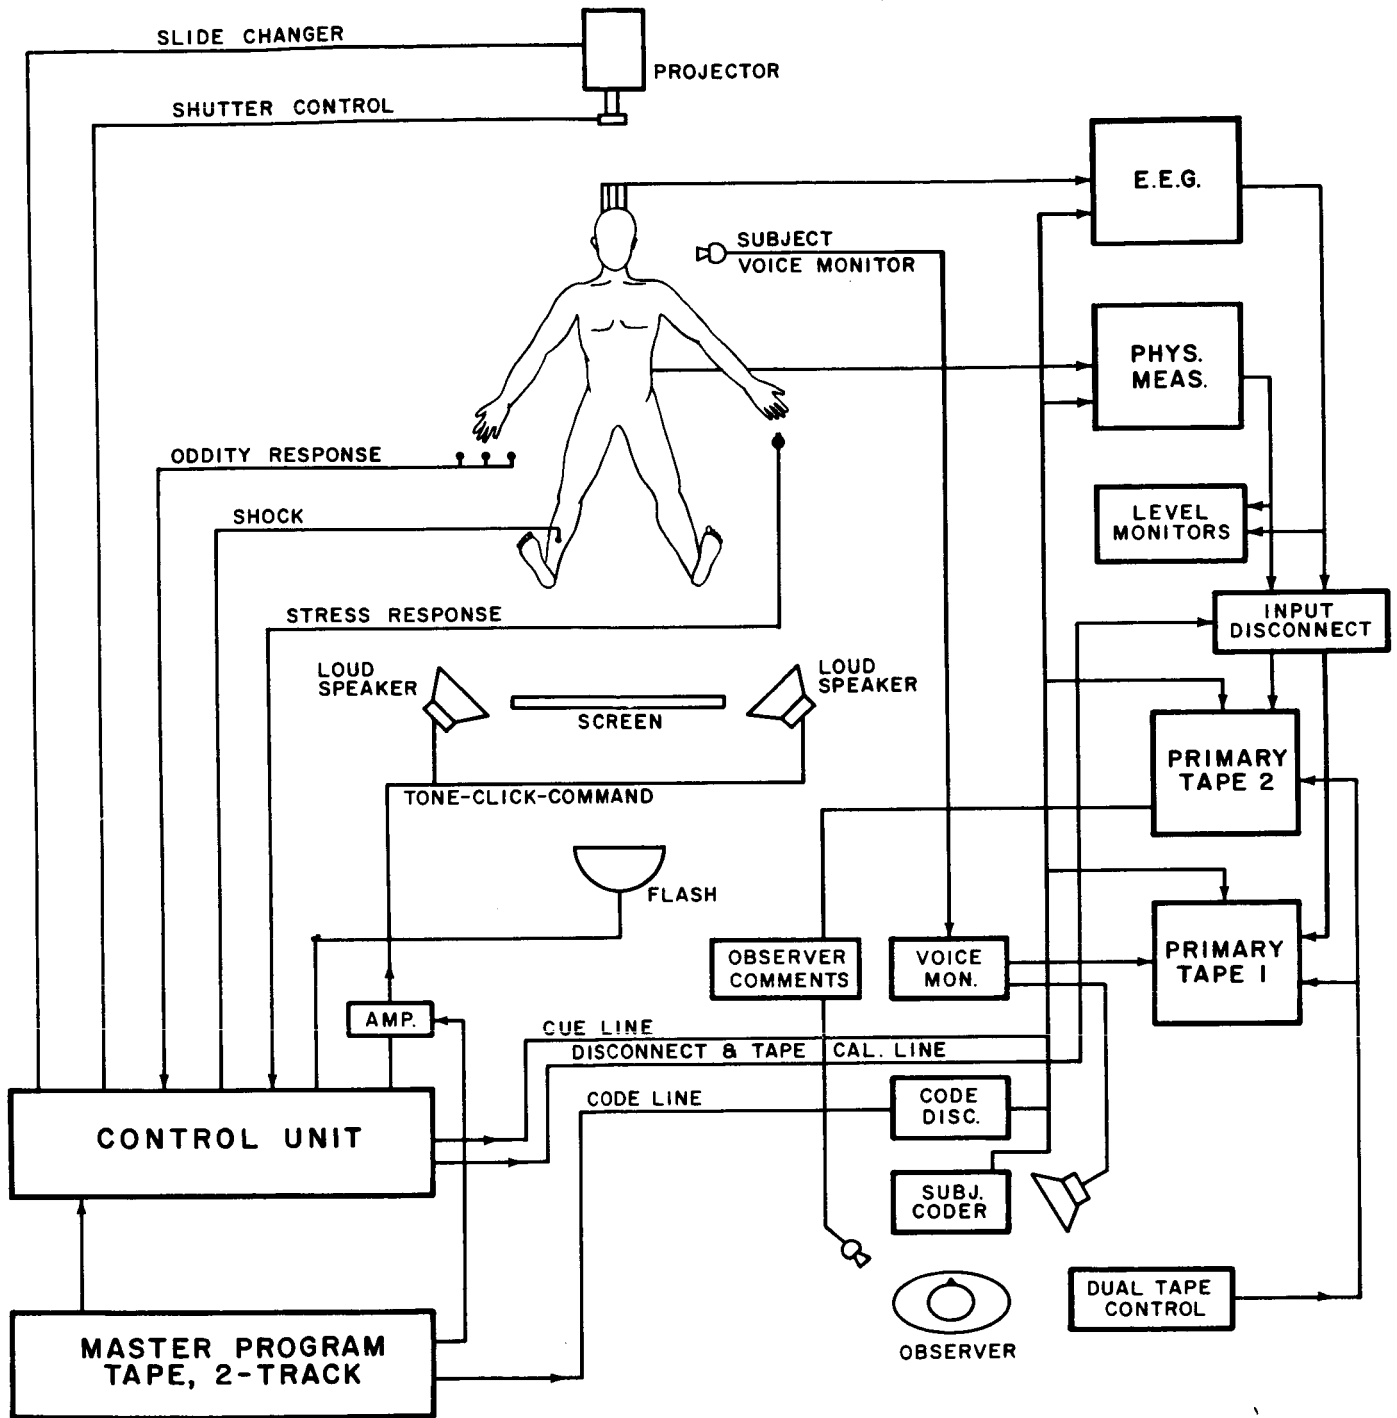 SLIDE CHANGER
PROJECTOR
SHUTTER CONTROL
E.E.G.
SUBJECT
VOICE MONITOR
PHYS.
MEAS.
ODDITY RESPONSE
LEVEL
MONITORS
SHOCK
STRESS RESPONSE
INPUT
DISCONNECT
LOUD
SPEAKER
LOUD
SPEAKER
SCREEN
PRIMARY
TAPE 2
TONE-CLICK-COMMAND
FLASH
OBSERVER
COMMENTS
VOICE
MON.
PRIMARY
TAPE 1
AMP.
CUE LINE
DISCONNECT & TAPE CAL. LINE
CODE LINE
CODE
DISC.
CONTROL UNIT
SUBJ.
CODER
DUAL TAPE
CONTROL
MASTER PROGRAM
TAPE, 2-TRACK
OBSERVER